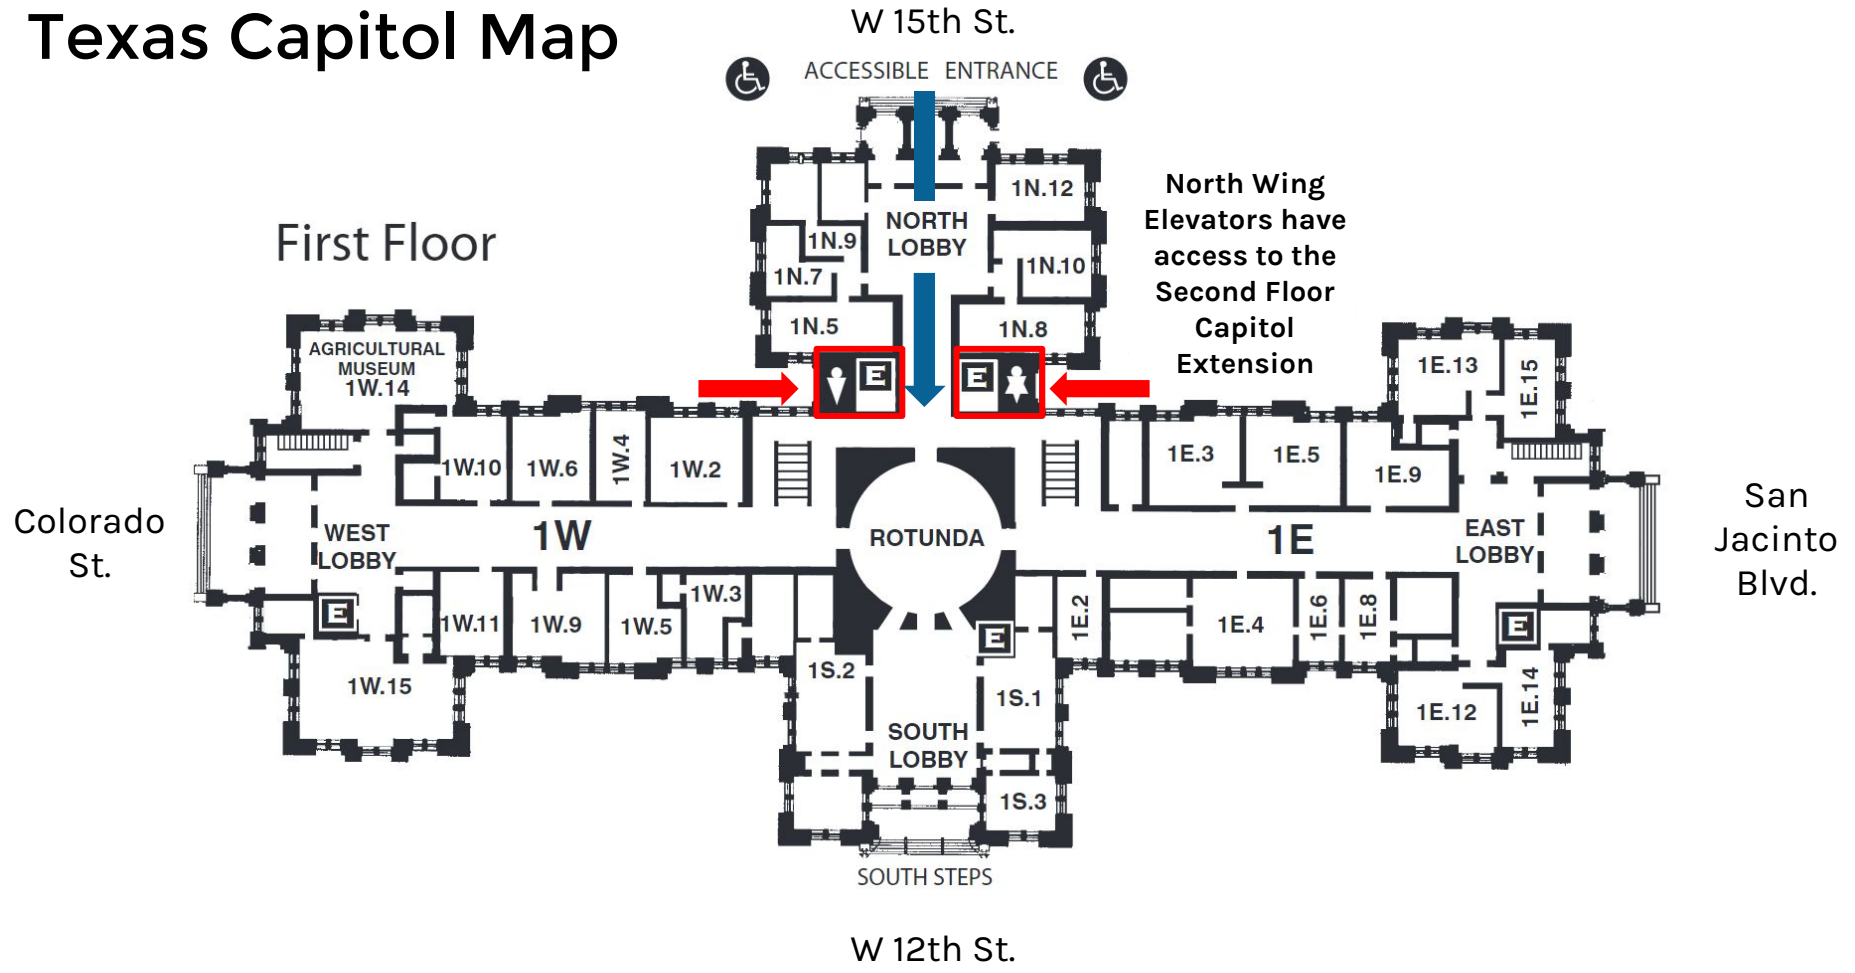 Texas Capitol Map
W 15th St.
ACCESSIBLE ENTRANCE
First Floor
North Wing
Elevators have
access to the
Second Floor
Capitol
Extension
1N.12
NORTH
LOBBY
1N.9
1N.7
1N.10
1N.5
1N.8
E
E
AGRICULTURAL
MUSEUM
1W.14
1E.13
1E.15
1W.10
1W.6
1W.4
1W.2
1E.3
1E.5
1E.9
Colorado
St.
WEST
LOBBY
1W
ROTUNDA
1E
EAST
LOBBY
San
Jacinto
Blvd.
E
1W.11
1W.9
1W.5
1W.3
E
1E.2
1E.4
1E.6
1E.8
E
1W.15
1S.2
1S.1
1E.12
1E.14
SOUTH
LOBBY
1S.3
SOUTH STEPS
W 12th St.